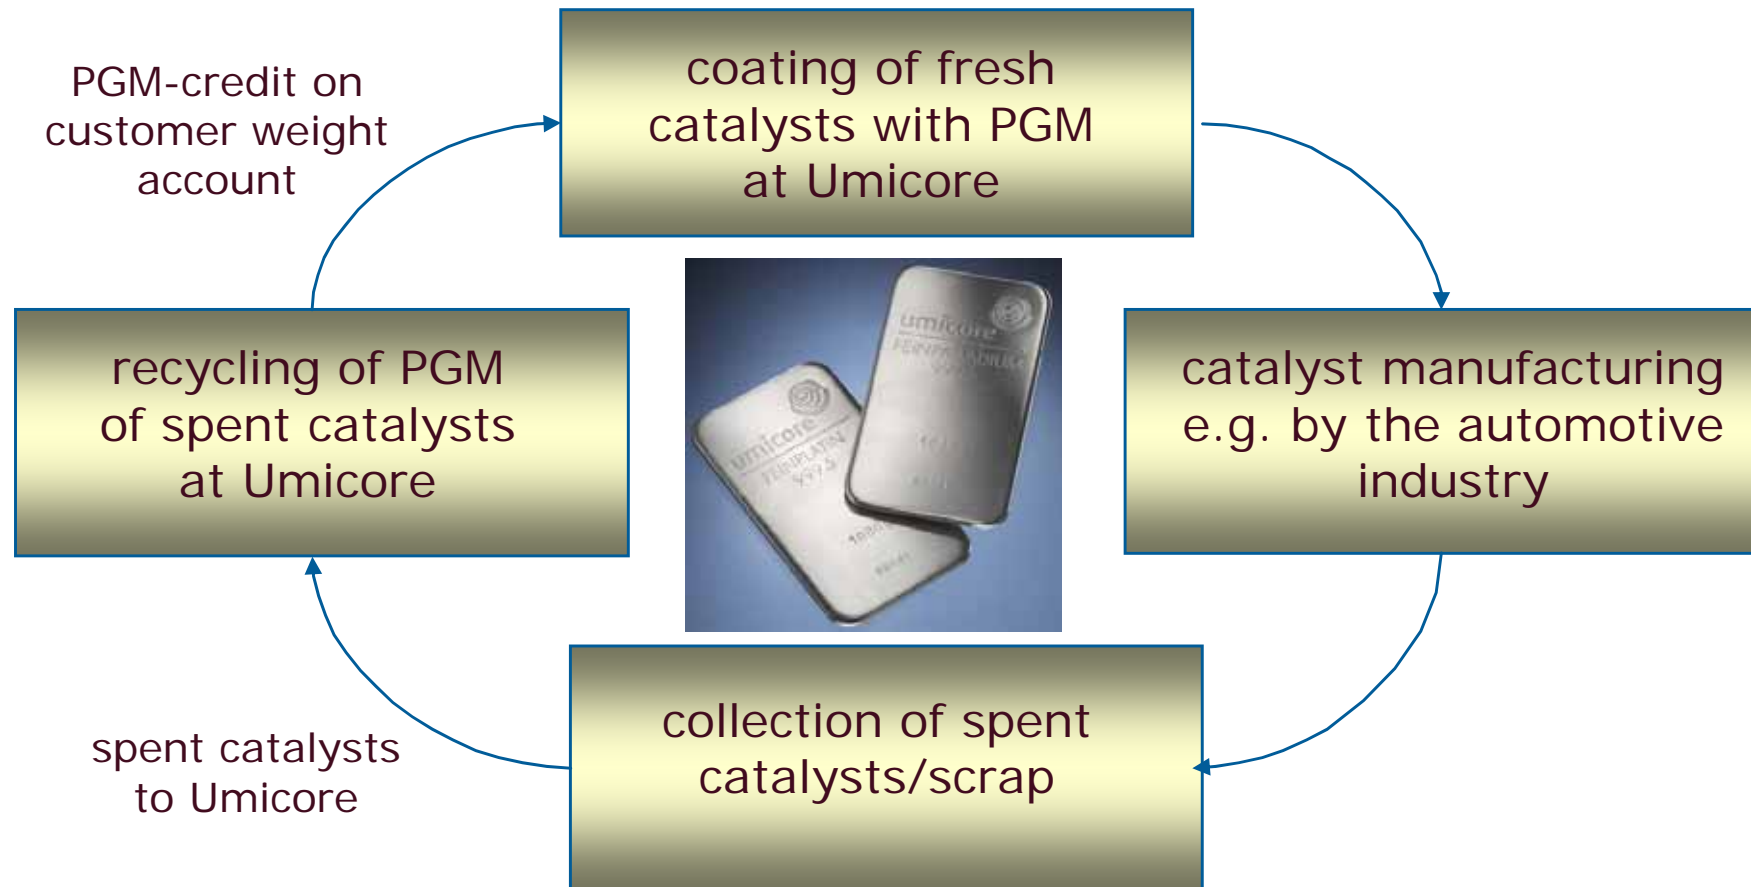 PGM-credit on
customer weight
account
coating of fresh
catalysts with PGM
at Umicore
recycling of PGM
of spent catalysts
at Umicore
umicore
FEINPLATIN
umicore
catalyst manufacturing
e.g. by the automotive
industry
spent catalysts
to Umicore
collection of spent
catalysts/scrap